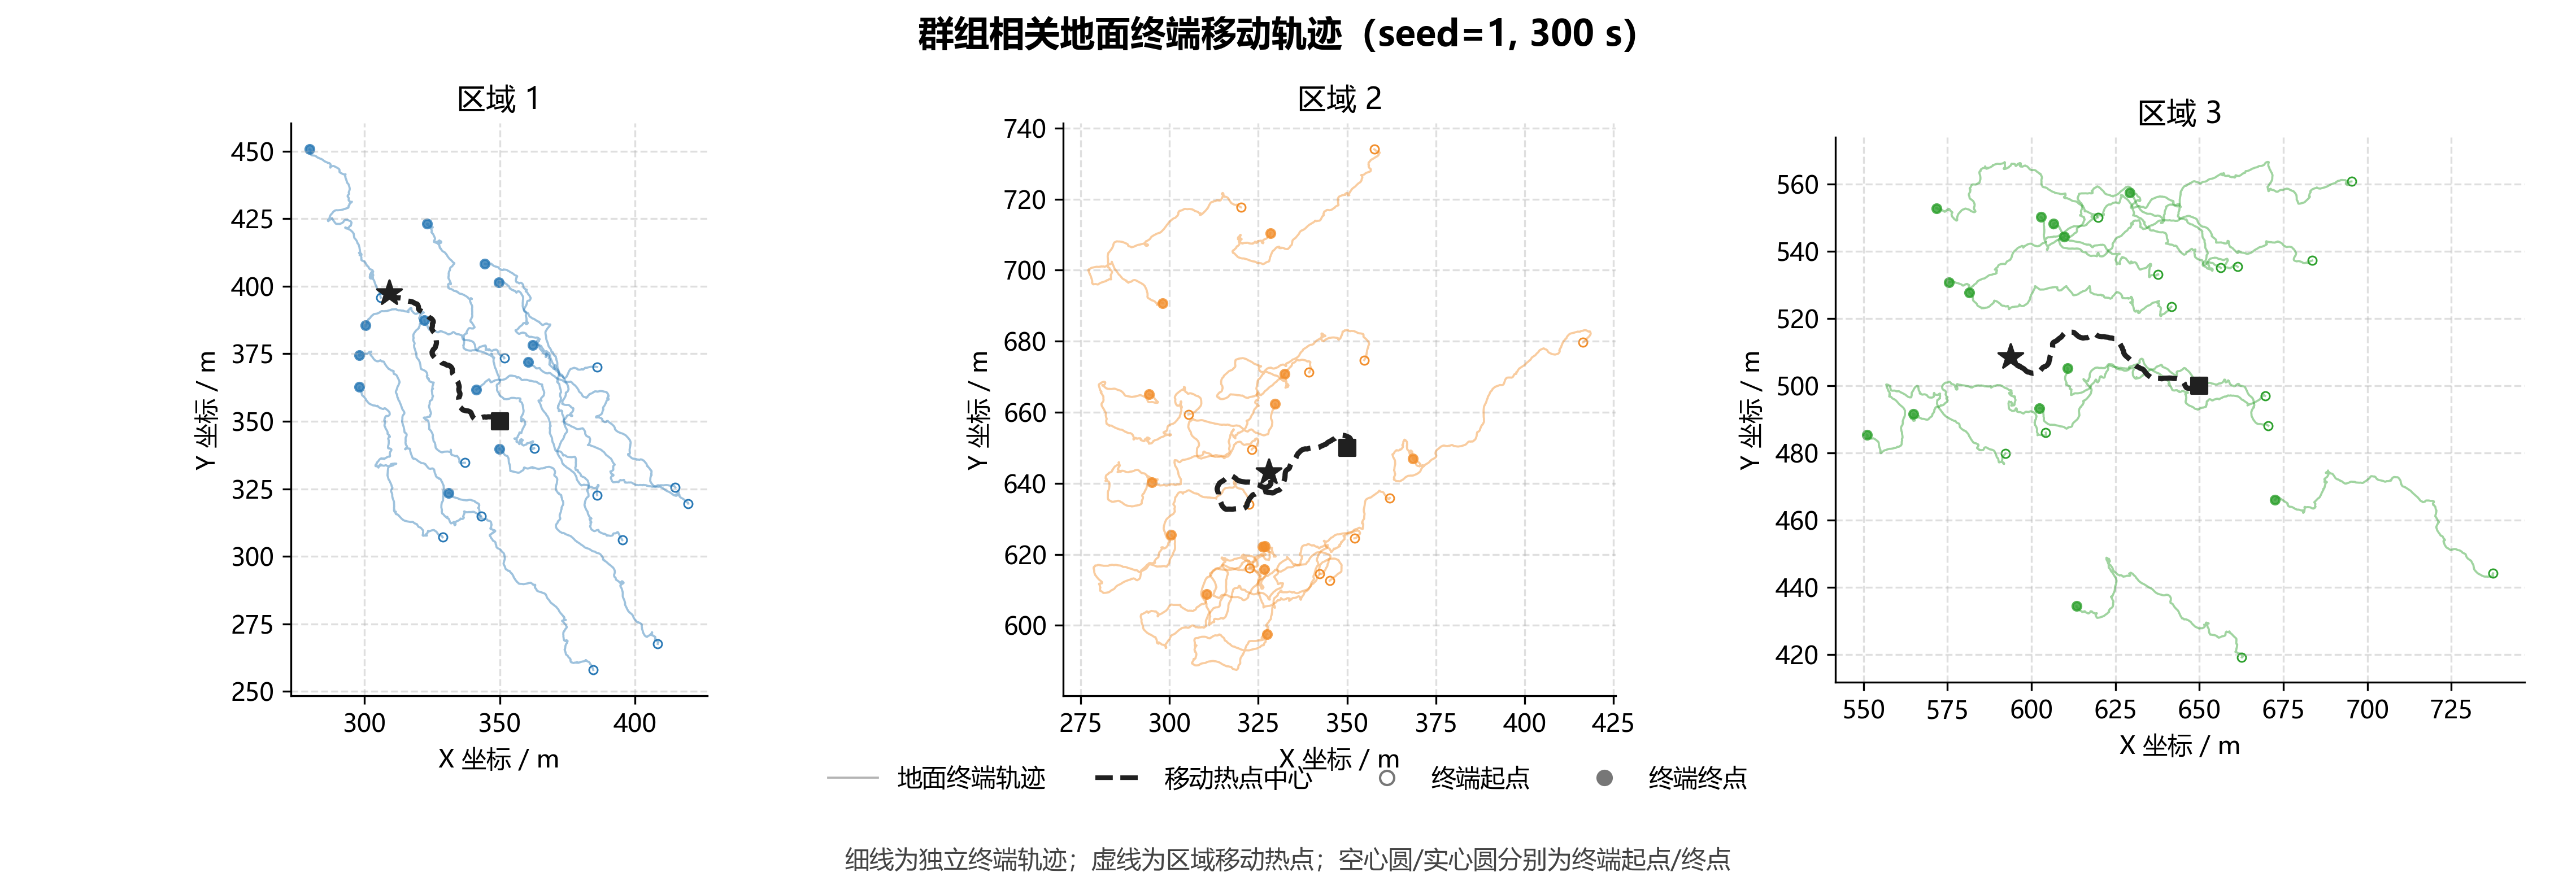 群组相关地面终端移动轨迹（seed=1, 300 s）
区域 1
450
425
400
375
350
325
300
275
250
Y 坐标 / m
300
350
400
X 坐标 / m
区域 2
740
720
700
680
660
640
620
600
Y 坐标 / m
275
300
325
350
375
400
425
X 坐标 / m
区域 3
560
540
520
500
480
460
440
420
Y 坐标 / m
550
575
600
625
650
675
700
725
X 坐标 / m
地面终端轨迹
移动热点中心
终端起点
终端终点
细线为独立终端轨迹；虚线为区域移动热点；空心圆/实心圆分别为终端起点/终点